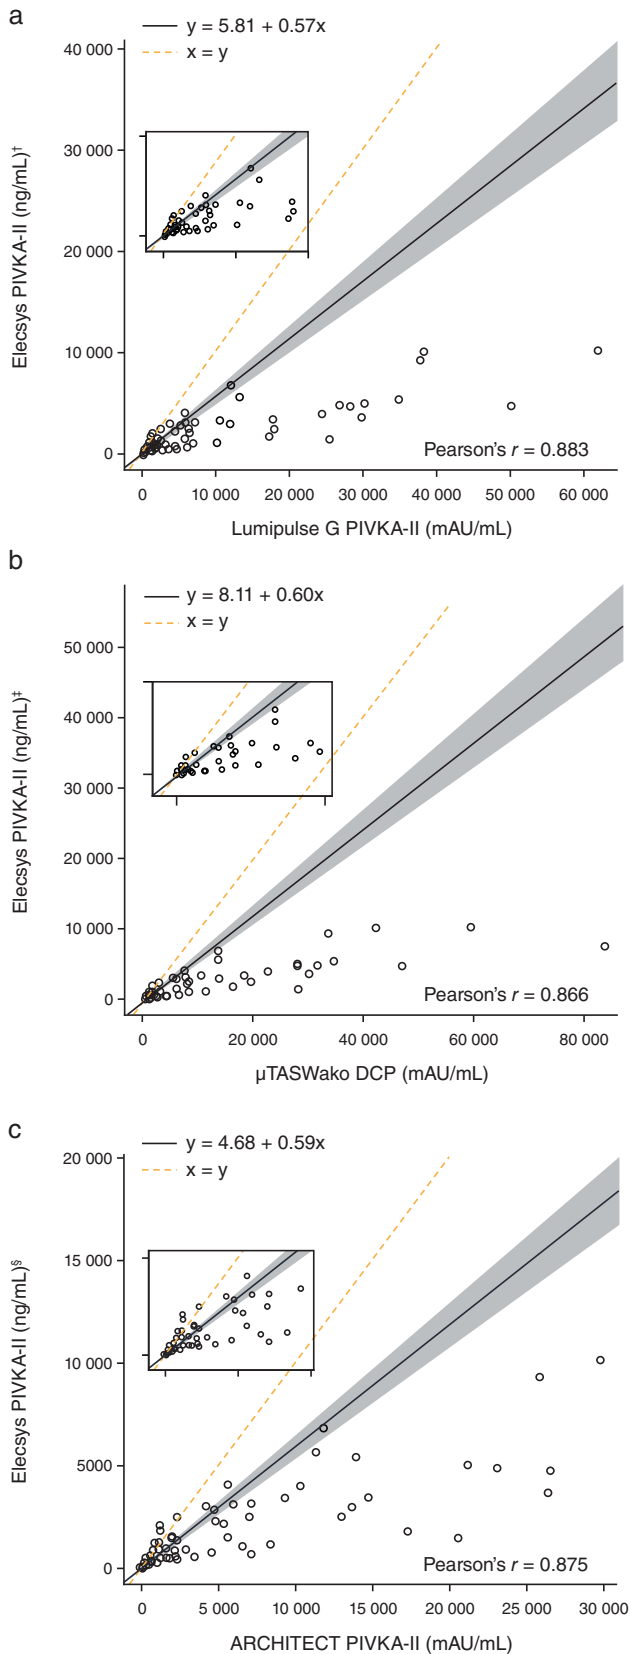 a
y = 5.81 + 0.57x
x = y
40 000
30 000
20 000
10 000
0
Elecsys PIVKA-II (ng/mL)†
Pearson's r = 0.883
0 10 000 20 000 30 000 40 000 50 000 60 000
Lumipulse G PIVKA-II (mAU/mL)
b
y = 8.11 + 0.60x
x = y
50 000
40 000
30 000
20 000
10 000
0
Elecsys PIVKA-II (ng/mL)‡
Pearson's r = 0.866
0 20 000 40 000 60 000 80 000
µTASWako DCP (mAU/mL)
c
y = 4.68 + 0.59x
x = y
20 000
15 000
10 000
5000
0
Elecsys PIVKA-II (ng/mL)§
Pearson's r = 0.875
0 5 000 10 000 15 000 20 000 25 000 30 000
ARCHITECT PIVKA-II (mAU/mL)